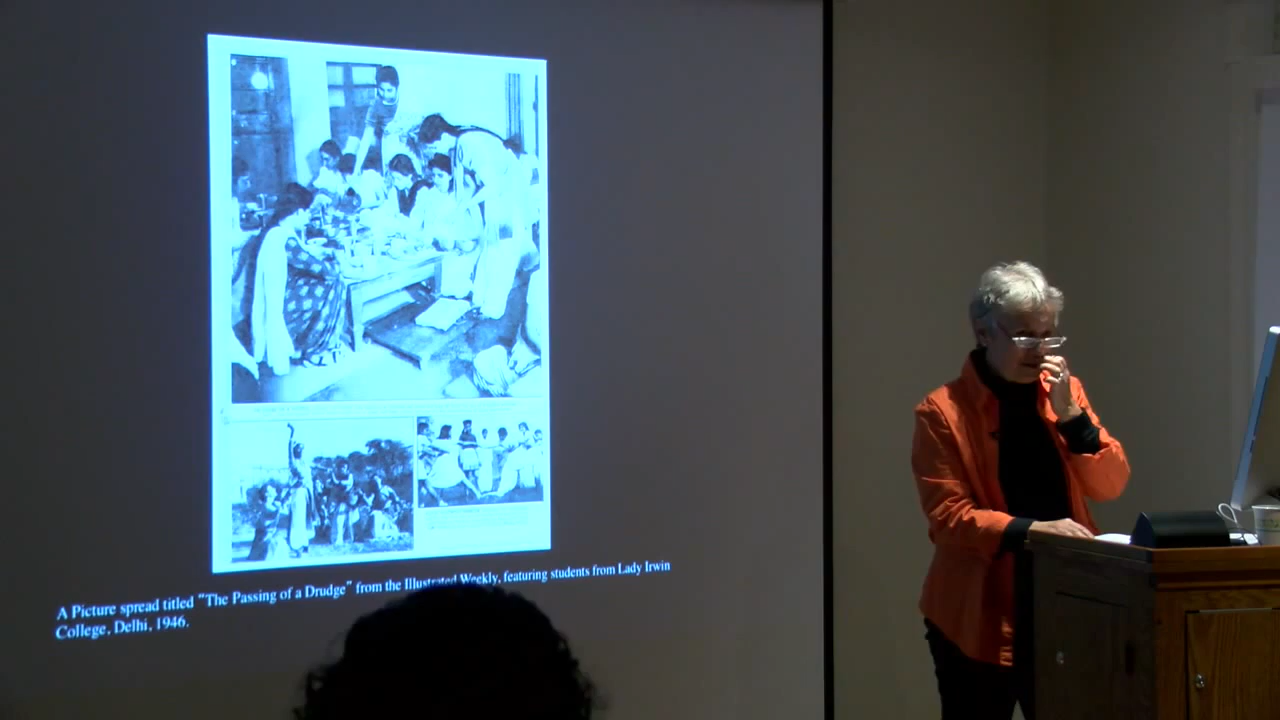 A Picture spread titled "The Passing of a Drudge" from the Illustrated Weekly, featuring students from Lady Irwin
College, Delhi, 1946.